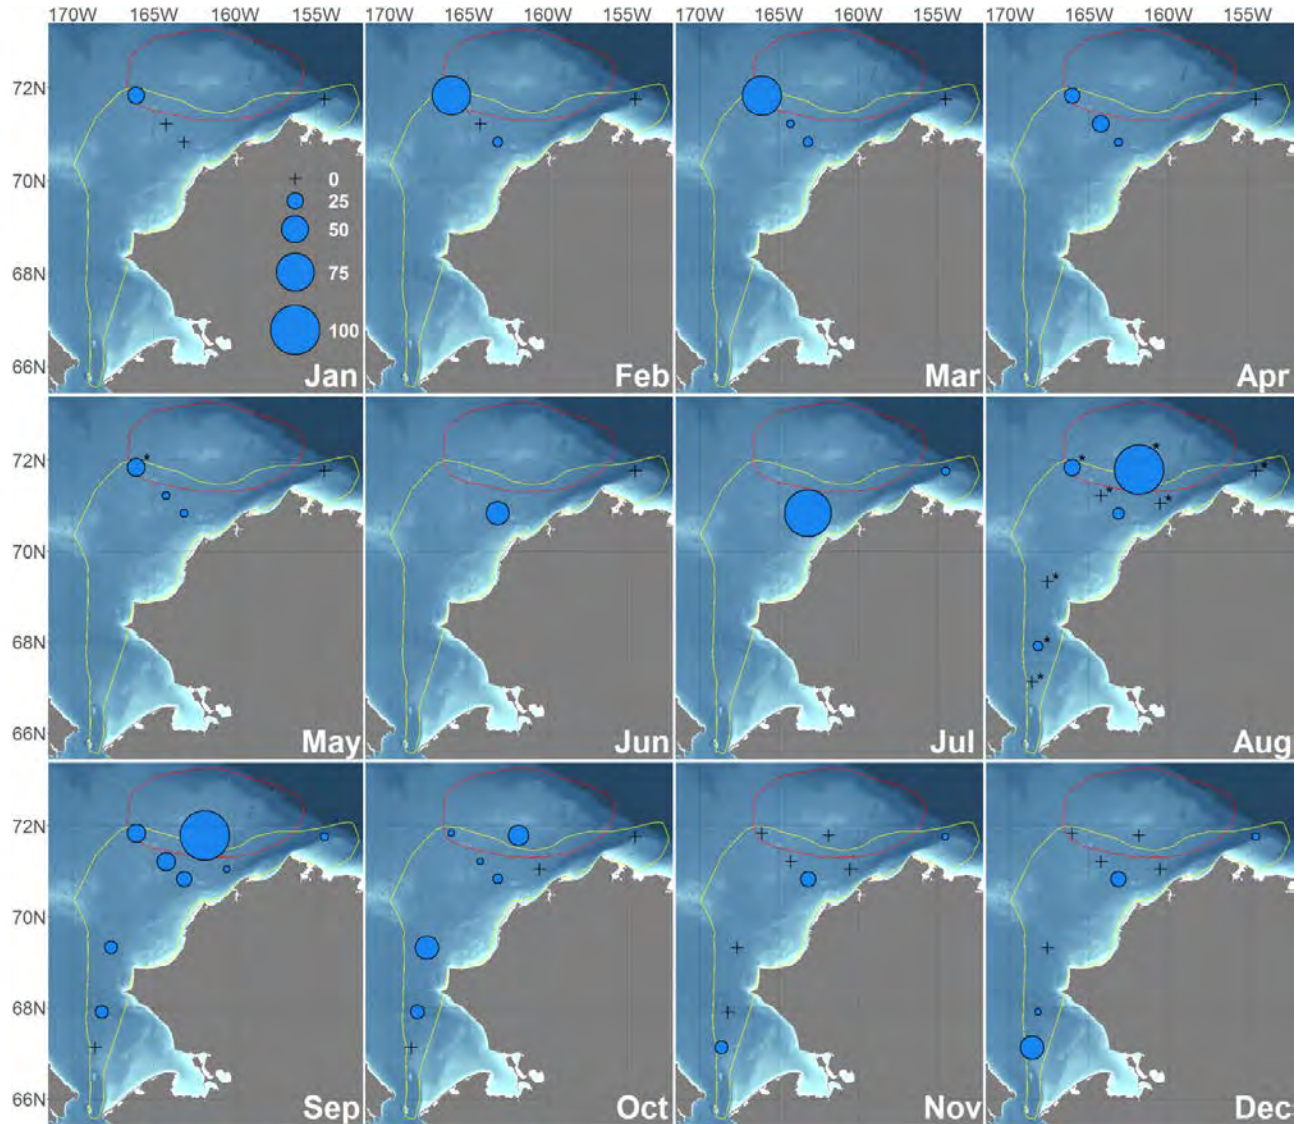 170W 165W 160W 155W 170W 165W 160W 155W 170W 165W 160W 155W 170W 165W 160W 155W
72N
70N
68N
66N
0
25
50
75
100
Jan
Feb
Mar
Apr
72N
70N
68N
66N
*
May
Jun
Jul
* * * * * * * *
Aug
72N
70N
68N
66N
Sep
Oct
Nov
Dec